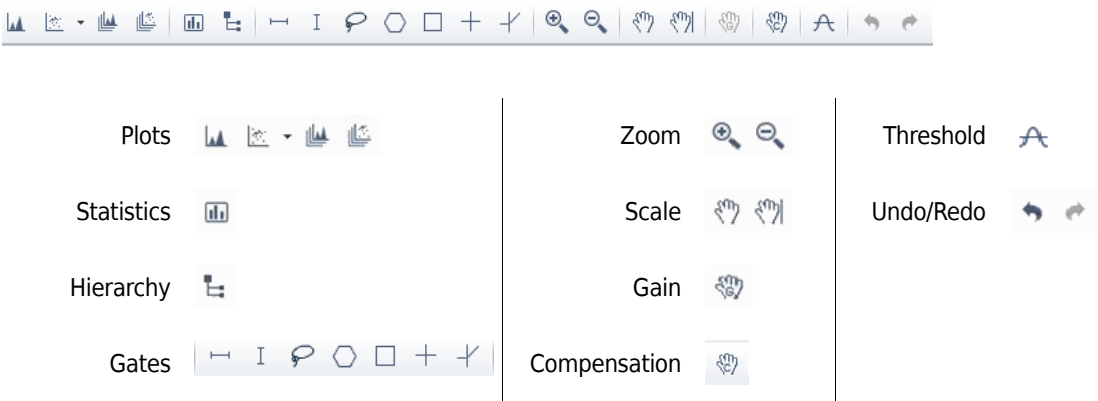 Plots
Statistics
Hierarchy
Gates
Zoom
Scale
Gain
Compensation
Threshold
Undo/Redo